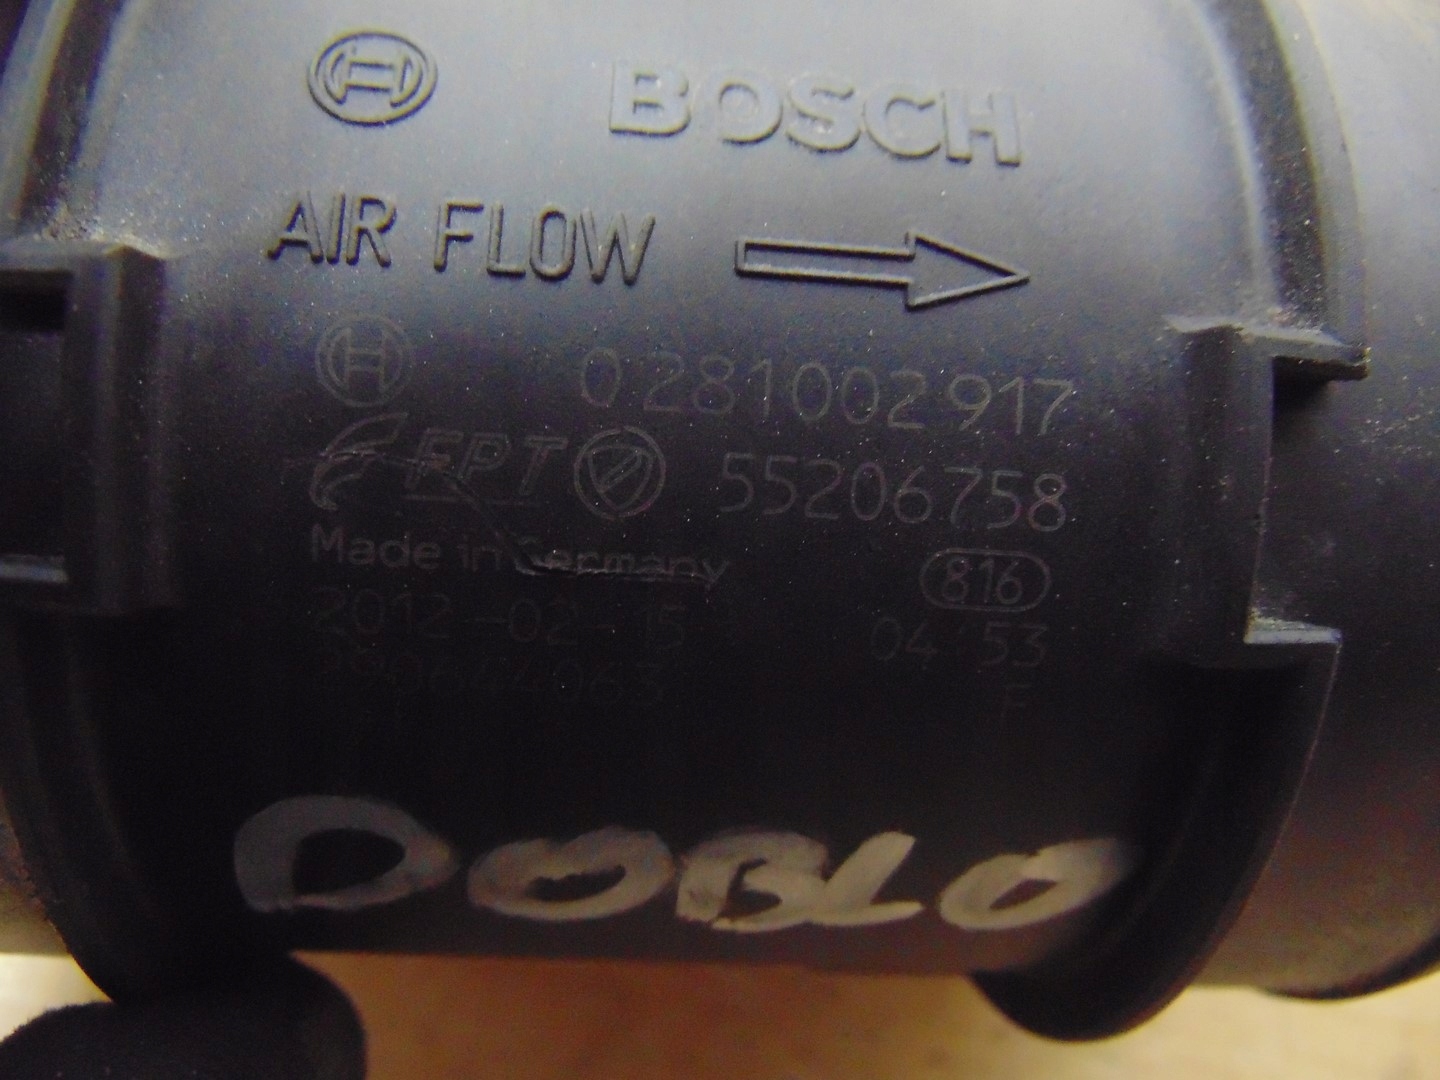 BOSCH
AIR FLOW
0281002917
FPT 55206758
Made in Germany 816
2012-02-15 04 53
F
DOBLO